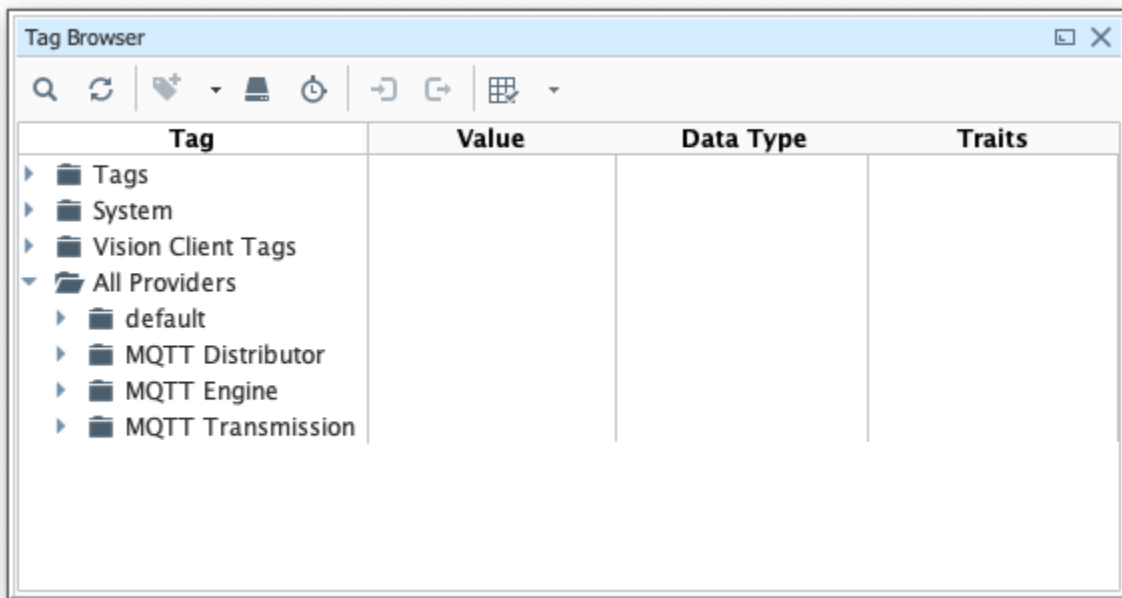 Tag Browser
Tag Value Data Type Traits
Tags
System
Vision Client Tags
All Providers
default
MQTT Distributor
MQTT Engine
MQTT Transmission